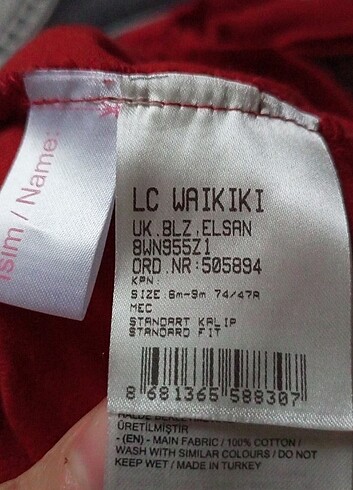 isim / Name:
LC WAIKIKI
UK.BLZ,ELSAN
8WN955Z1
ORD.NR:505894
KPN:
SIZE:6m-9m 74/47A
MEC
STANDART KALIP
STANDARD FIT
8 681365 588307
ÜRETİLMİŞTİR
- (EN) - MAIN FABRIC / 100% COTTON /
WASH WITH SIMILAR COLOURS / DO NOT
KEEP WET / MADE IN TURKEY